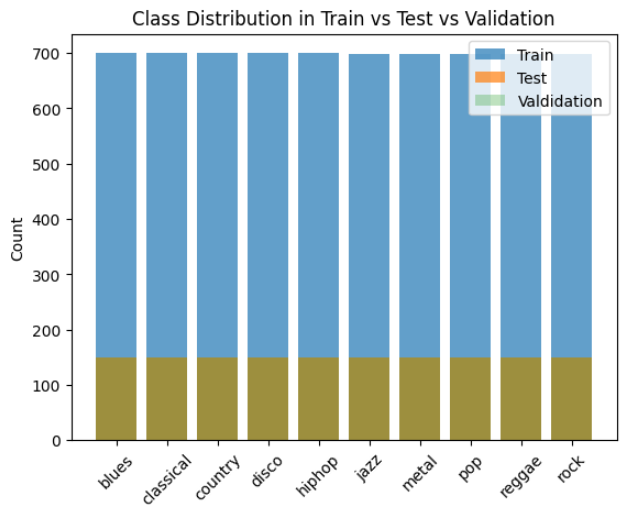 Class Distribution in Train vs Test vs Validation
Train
Test
Valdidation
Count
700
600
500
400
300
200
100
0
blues
classical
country
disco
hiphop
jazz
metal
pop
reggae
rock